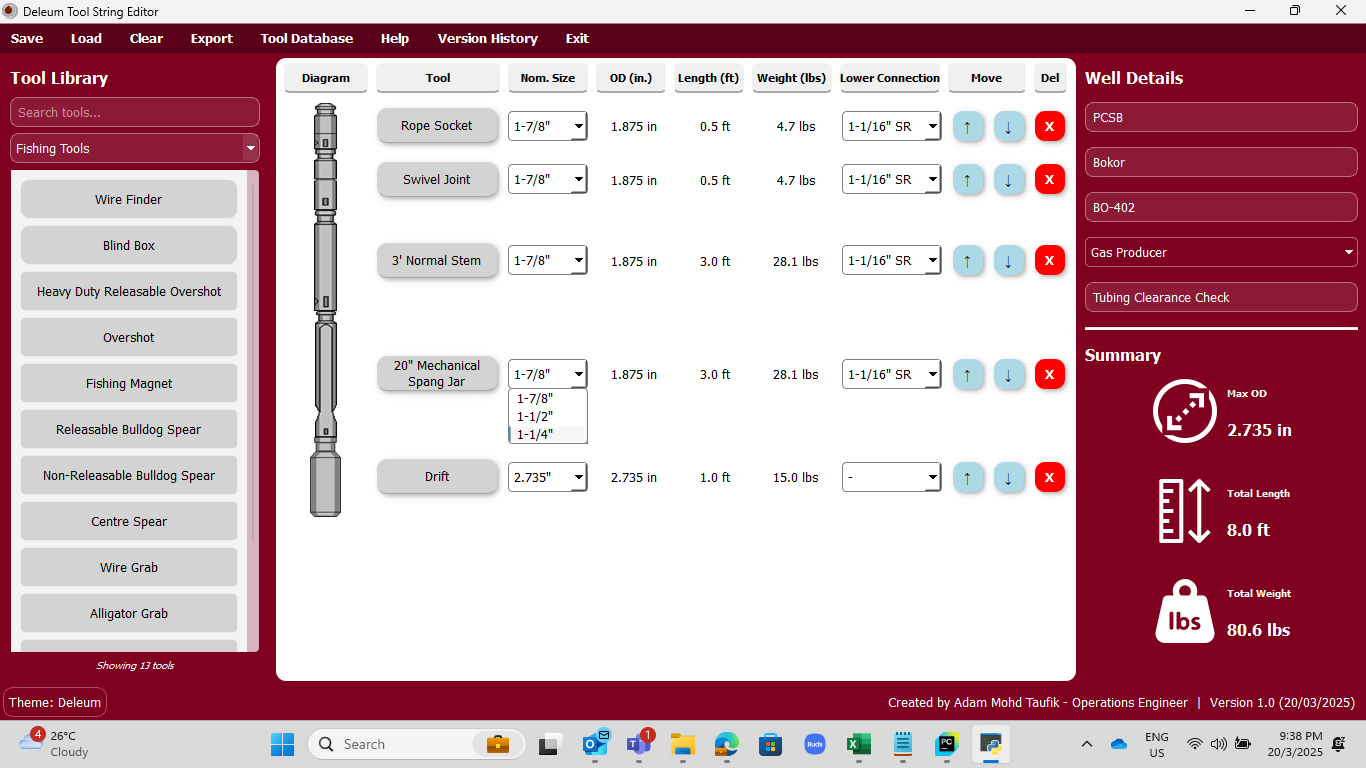 Deleum Tool String Editor
Save Load Clear Export Tool Database Help Version History Exit
Tool Library
Search tools...
Fishing Tools
Wire Finder
Blind Box
Heavy Duty Releasable Overshot
Overshot
Fishing Magnet
Releasable Bulldog Spear
Non-Releasable Bulldog Spear
Centre Spear
Wire Grab
Alligator Grab
Showing 13 tools
Diagram Tool Nom. Size OD (in.) Length (ft) Weight (lbs) Lower Connection Move Del
Rope Socket 1-7/8" 1.875 in 0.5 ft 4.7 lbs 1-1/16" SR ↑ ↓ X
Swivel Joint 1-7/8" 1.875 in 0.5 ft 4.7 lbs 1-1/16" SR ↑ ↓ X
3' Normal Stem 1-7/8" 1.875 in 3.0 ft 28.1 lbs 1-1/16" SR ↑ ↓ X
20" Mechanical
Spang Jar 1-7/8" 1.875 in 3.0 ft 28.1 lbs 1-1/16" SR ↑ ↓ X
1-7/8"
1-1/2"
1-1/4"
Drift 2.735" 2.735 in 1.0 ft 15.0 lbs - ↑ ↓ X
Well Details
PCSB
Bokor
BO-402
Gas Producer
Tubing Clearance Check
Summary
Max OD
2.735 in
Total Length
8.0 ft
lbs
Total Weight
80.6 lbs
Theme: Deleum
Created by Adam Mohd Taufik - Operations Engineer | Version 1.0 (20/03/2025)
4
26°C
Cloudy
Search
1
Buds
PC
ENG
US
9:38 PM
20/3/2025